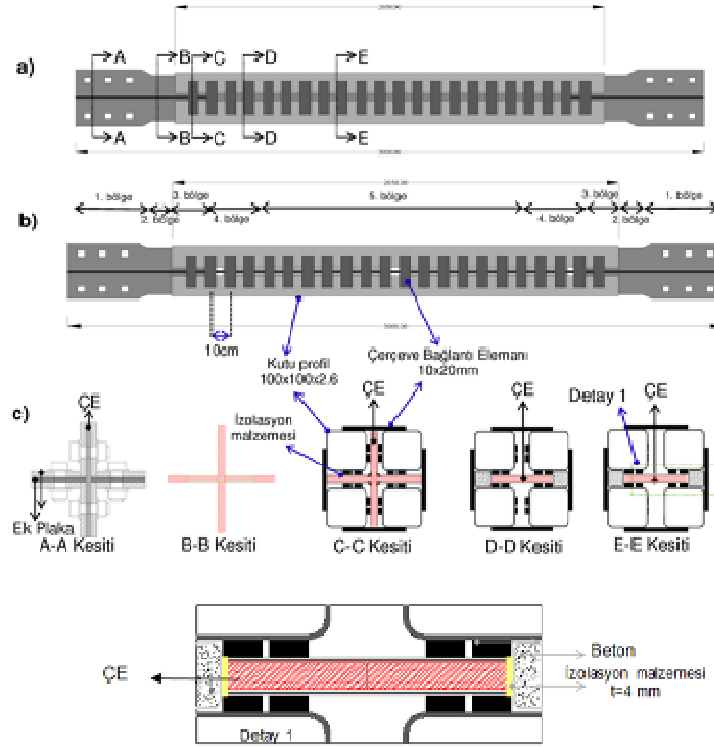 a)
A
B
C
D
E
A
B
C
D
E
b)
1. bölge
2. bölge
3. bölge
4. bölge
5. bölge
4. bölge
3. bölge
2. bölge
1. bölge
10cm
Kutu profil
100x100x2.6
Çerçeve Bağlantı Elemanı
10x20mm
c)
ÇE
İzolasyon
malzemesi
ÇE
ÇE
Detay 1
ÇE
Ek Plaka
A-A Kesiti
B-B Kesiti
C-C Kesiti
D-D Kesiti
E-E Kesiti
ÇE
Beton
İzolasyon malzemesi
t=4 mm
Detay 1